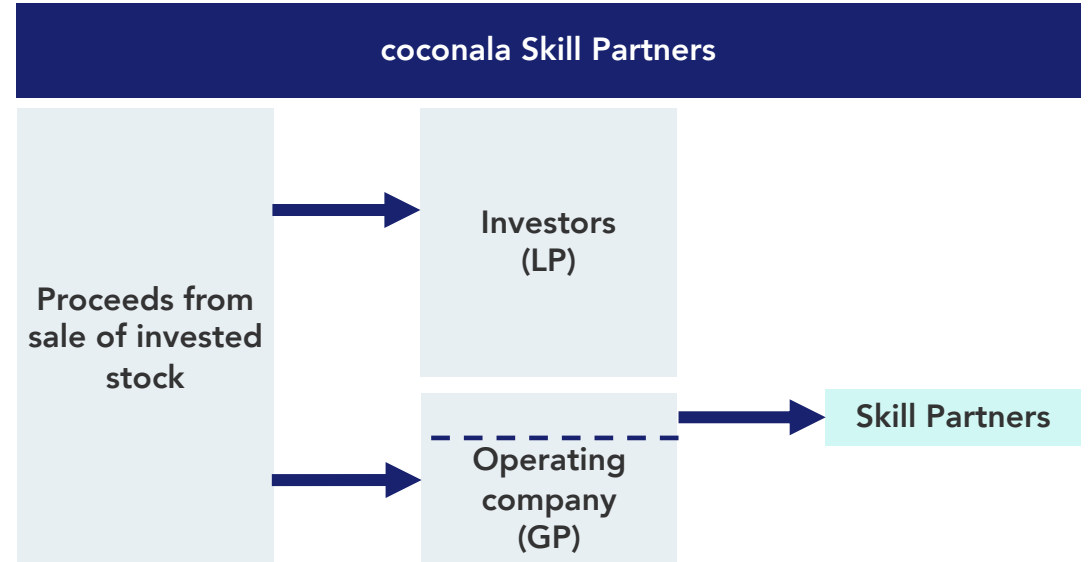 coconala Skill Partners
Proceeds from
sale of invested
stock
Investors
(LP)
Operating
company
(GP)
Skill Partners